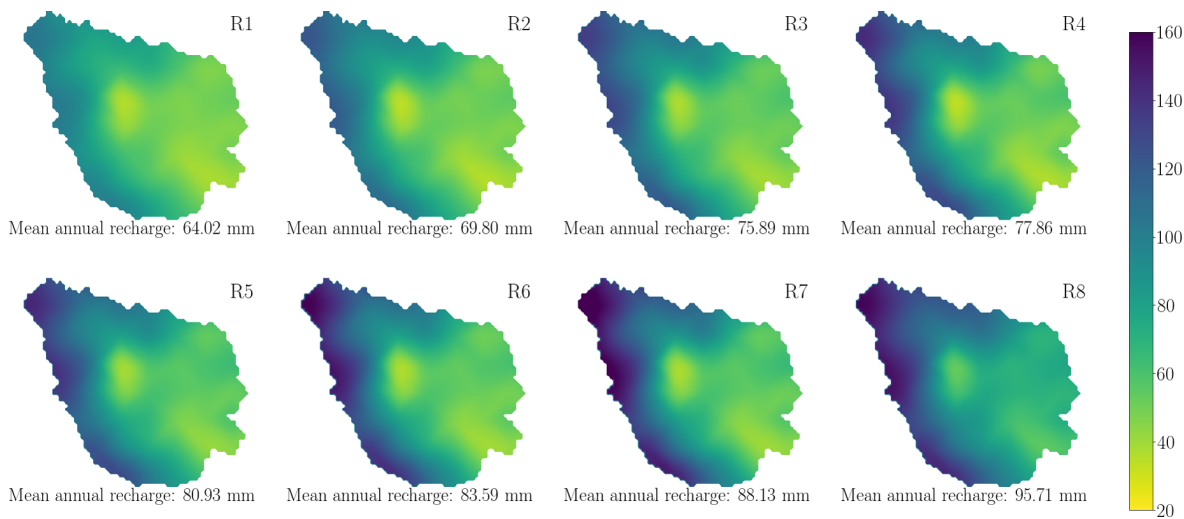 R1
R2
R3
R4
Mean annual recharge: 64.02 mm
Mean annual recharge: 69.80 mm
Mean annual recharge: 75.89 mm
Mean annual recharge: 77.86 mm
R5
R6
R7
R8
Mean annual recharge: 80.93 mm
Mean annual recharge: 83.59 mm
Mean annual recharge: 88.13 mm
Mean annual recharge: 95.71 mm
160
140
120
100
80
60
40
20